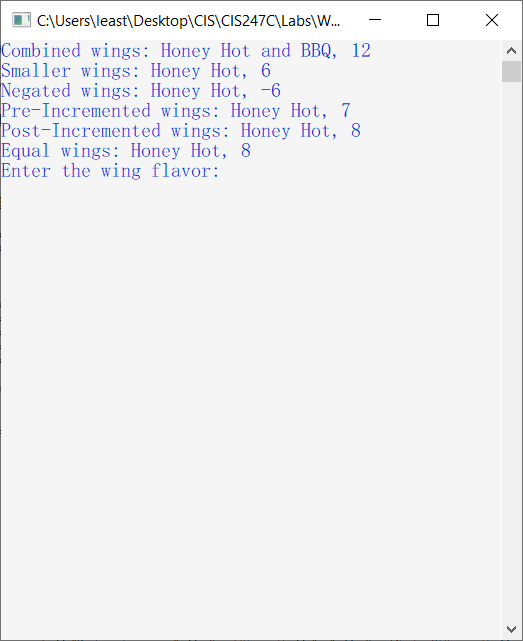 C:\Users\least\Desktop\CIS\CIS247C\Labs\W...
Combined wings: Honey Hot and BBQ, 12
Smaller wings: Honey Hot, 6
Negated wings: Honey Hot, -6
Pre-Incremented wings: Honey Hot, 7
Post-Incremented wings: Honey Hot, 8
Equal wings: Honey Hot, 8
Enter the wing flavor: